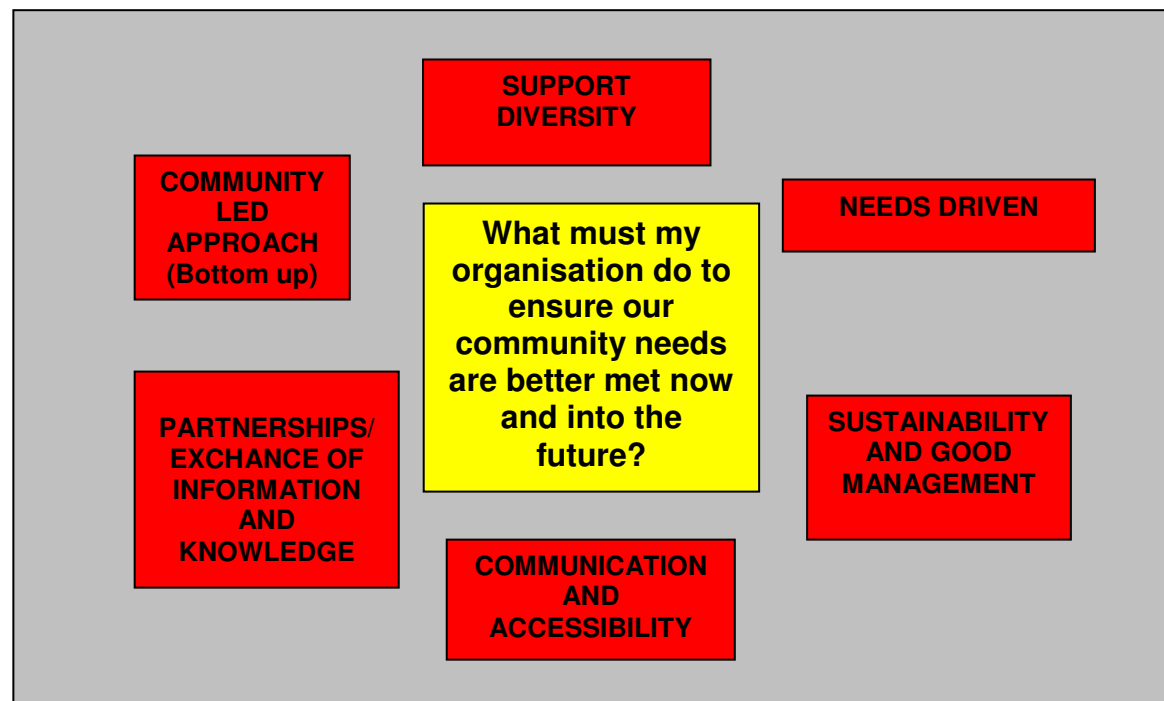 SUPPORT
DIVERSITY
COMMUNITY
LED
APPROACH
(Bottom up)
NEEDS DRIVEN
What must my
organisation do to
ensure our
community needs
are better met now
and into the
future?
PARTNERSHIPS/
EXCHANCE OF
INFORMATION
AND
KNOWLEDGE
SUSTAINABILITY
AND GOOD
MANAGEMENT
COMMUNICATION
AND
ACCESSIBILITY